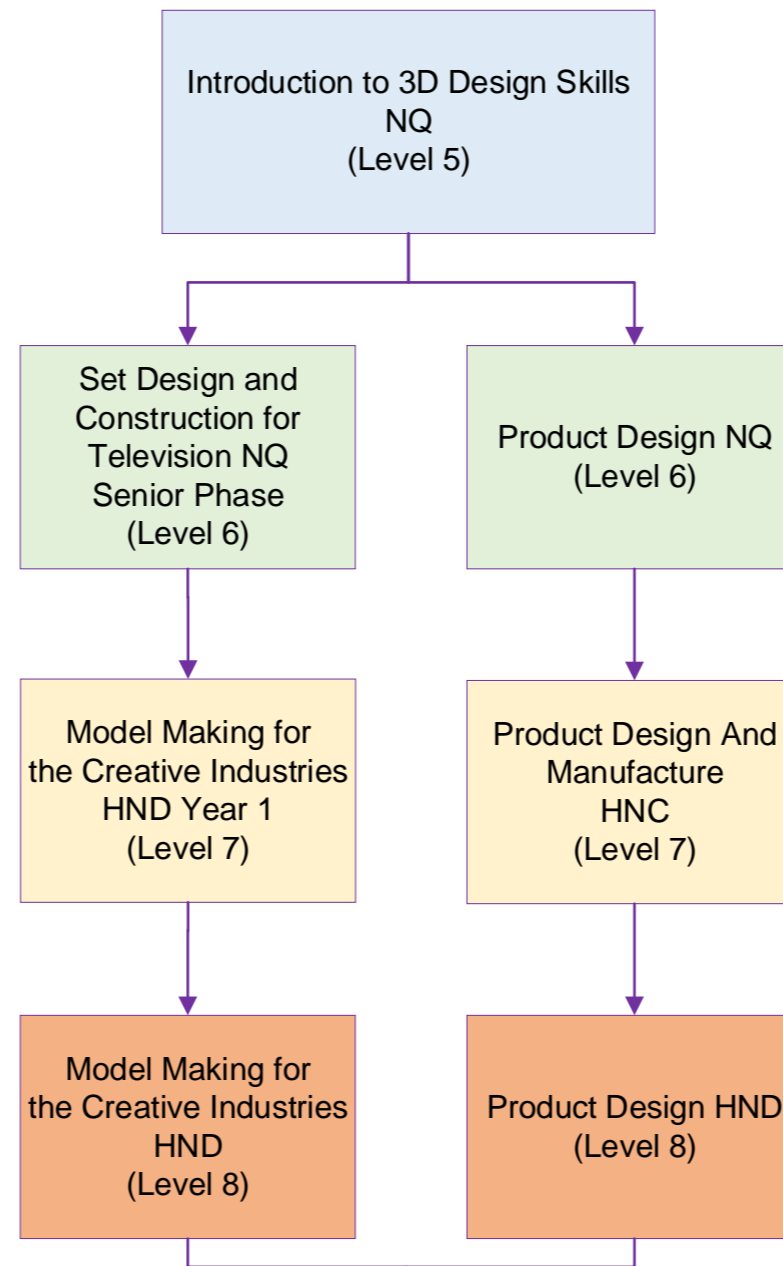 Introduction to 3D Design Skills
NQ
(Level 5)
Set Design and
Construction for
Television NQ
Senior Phase
(Level 6)
Product Design NQ
(Level 6)
Model Making for
the Creative Industries
HND Year 1
(Level 7)
Product Design And
Manufacture
HNC
(Level 7)
Model Making for
the Creative Industries
HND
(Level 8)
Product Design HND
(Level 8)